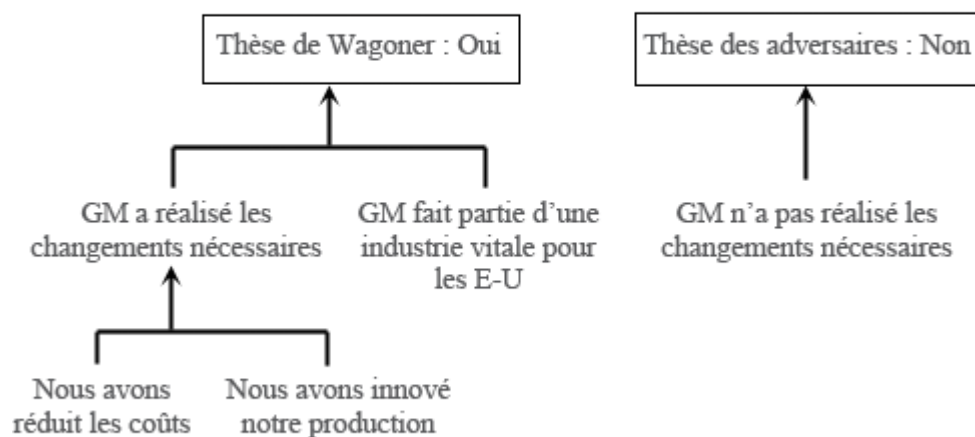 Thèse de Wagoner : Oui
Thèse des adversaires : Non
GM a réalisé les
changements nécessaires
GM fait partie d’une
industrie vitale pour
les E-U
GM n’a pas réalisé les
changements nécessaires
Nous avons
réduit les coûts
Nous avons innové
notre production